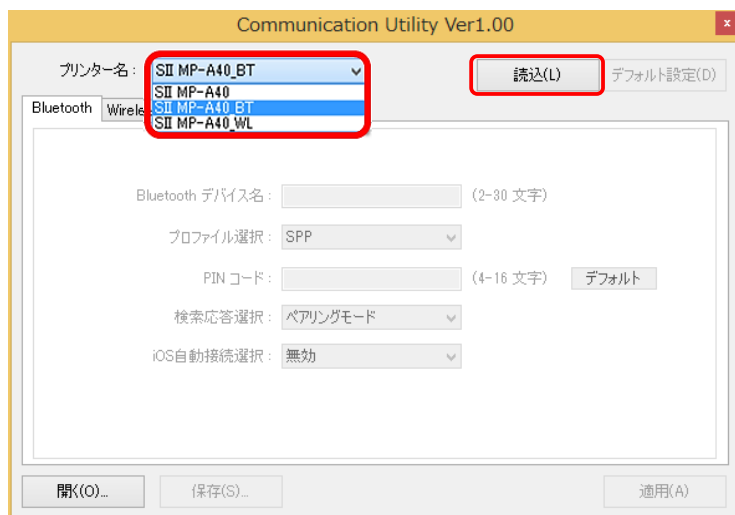 Communication Utility Ver1.00
x
プリンター名: SII MP-A40_BT
読込(L)
デフォルト設定(D)
SII MP-A40
SII MP-A40_BT
SII MP-A40_WL
Bluetooth
Bluetooth デバイス名: (2-30 文字)
プロファイル選択: SPP
PIN コード: (4-16 文字) デフォルト
検索応答選択: ペアリングモード
iOS自動接続選択: 無効
開く(O)... 保存(S)... 適用(A)